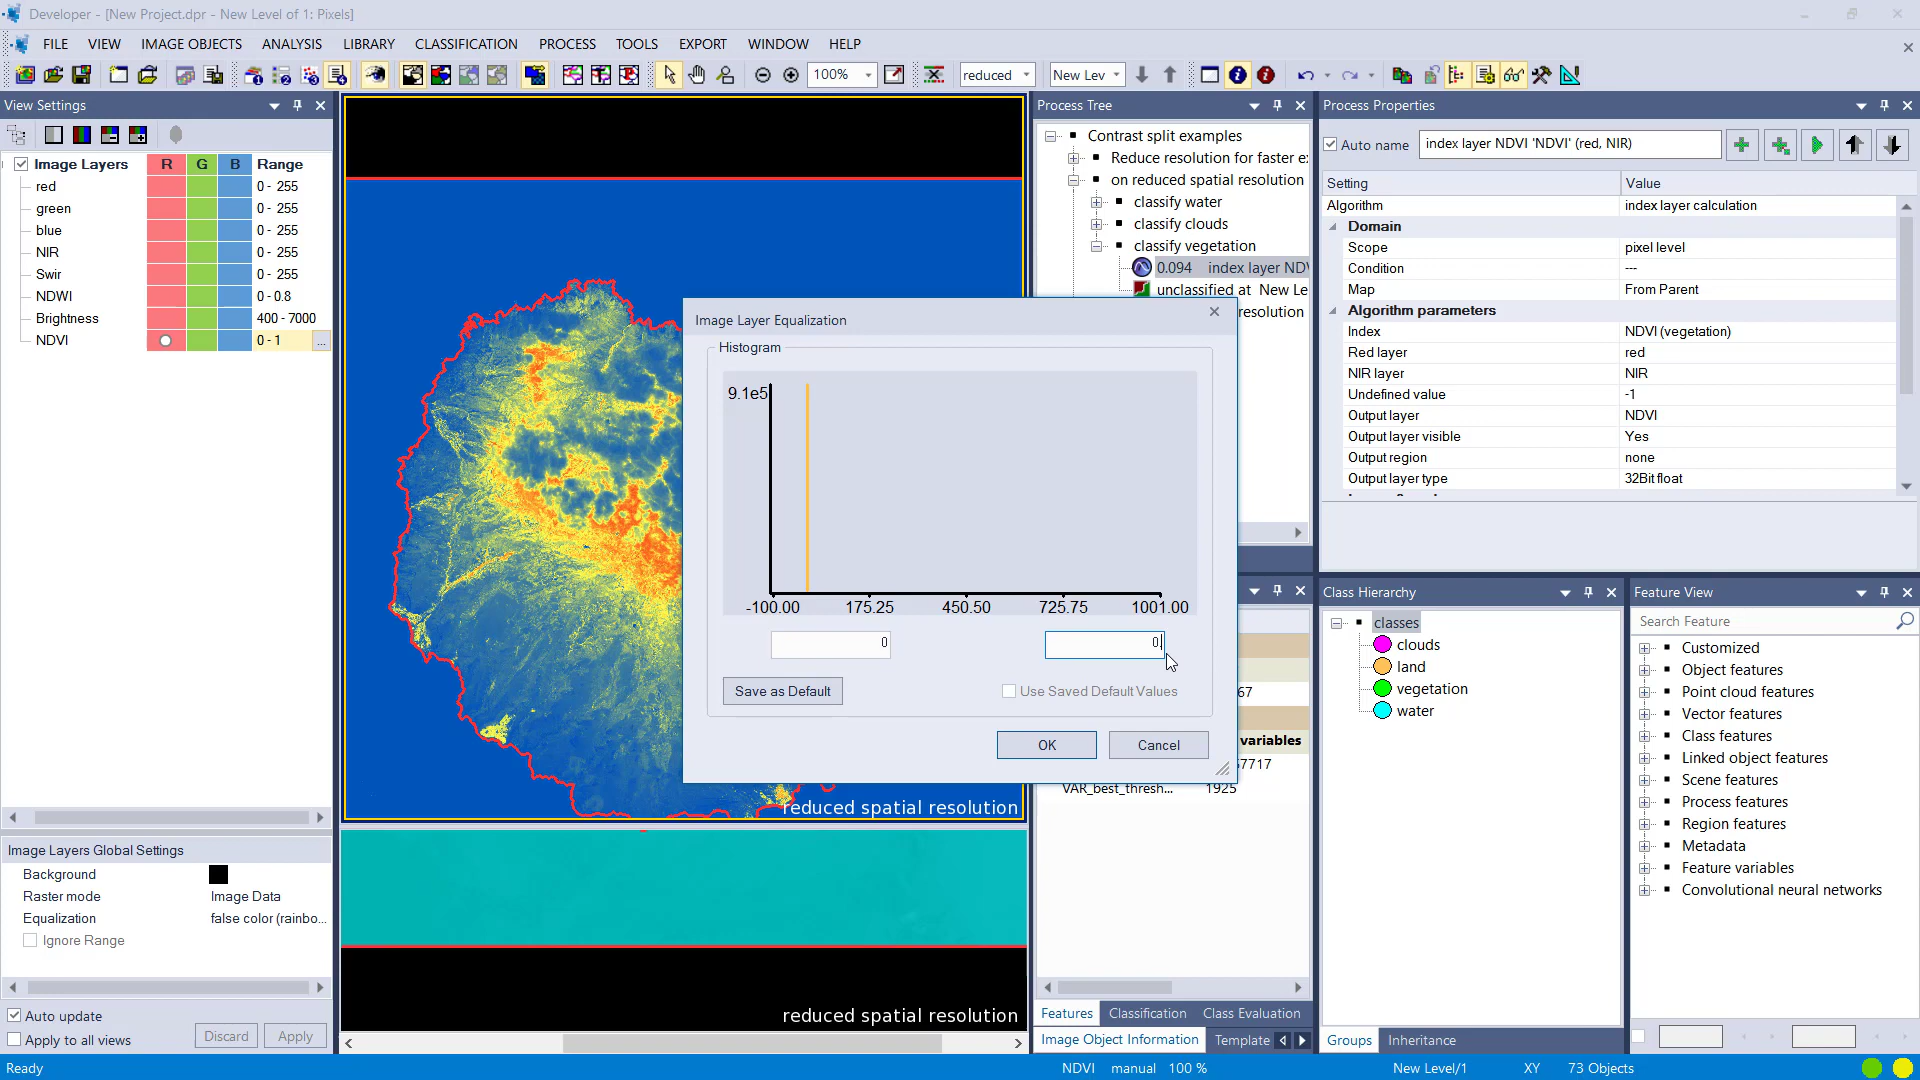 Developer - [New Project.dpr - New Level of 1: Pixels]
FILE VIEW IMAGE OBJECTS ANALYSIS LIBRARY CLASSIFICATION PROCESS TOOLS EXPORT WINDOW HELP
100% reduced New Lev
View Settings
Image Layers R G B Range
red 0 - 255
green 0 - 255
blue 0 - 255
NIR 0 - 255
Swir 0 - 255
NDWI 0 - 0.8
Brightness 400 - 7000
NDVI 0 - 1 ...
Image Layers Global Settings
Background
Raster mode Image Data
Equalization false color (rainbo...
Ignore Range
Auto update
Apply to all views Discard Apply
reduced spatial resolution
reduced spatial resolution
Process Tree
Contrast split examples
Reduce resolution for faster e
on reduced spatial resolution
classify water
classify clouds
classify vegetation
0.094 index layer NDV
unclassified at New Le
resolution
Image Layer Equalization
Histogram
9.1e5
-100.00 175.25 450.50 725.75 1001.00
0 0.
Save as Default Use Saved Default Values
OK Cancel
67
variables
7717
VAR_best_thresh... 1925
Features Classification Class Evaluation
Image Object Information Template
Process Properties
Auto name index layer NDVI 'NDVI' (red, NIR)
Setting Value
Algorithm index layer calculation
Domain
Scope pixel level
Condition ---
Map From Parent
Algorithm parameters
Index NDVI (vegetation)
Red layer red
NIR layer NIR
Undefined value -1
Output layer NDVI
Output layer visible Yes
Output region none
Output layer type 32Bit float
Class Hierarchy
classes
clouds
land
vegetation
water
Groups Inheritance
Feature View
Search Feature
Customized
Object features
Point cloud features
Vector features
Class features
Linked object features
Scene features
Process features
Region features
Metadata
Feature variables
Convolutional neural networks
Ready NDVI manual 100 % New Level/1 XY 73 Objects